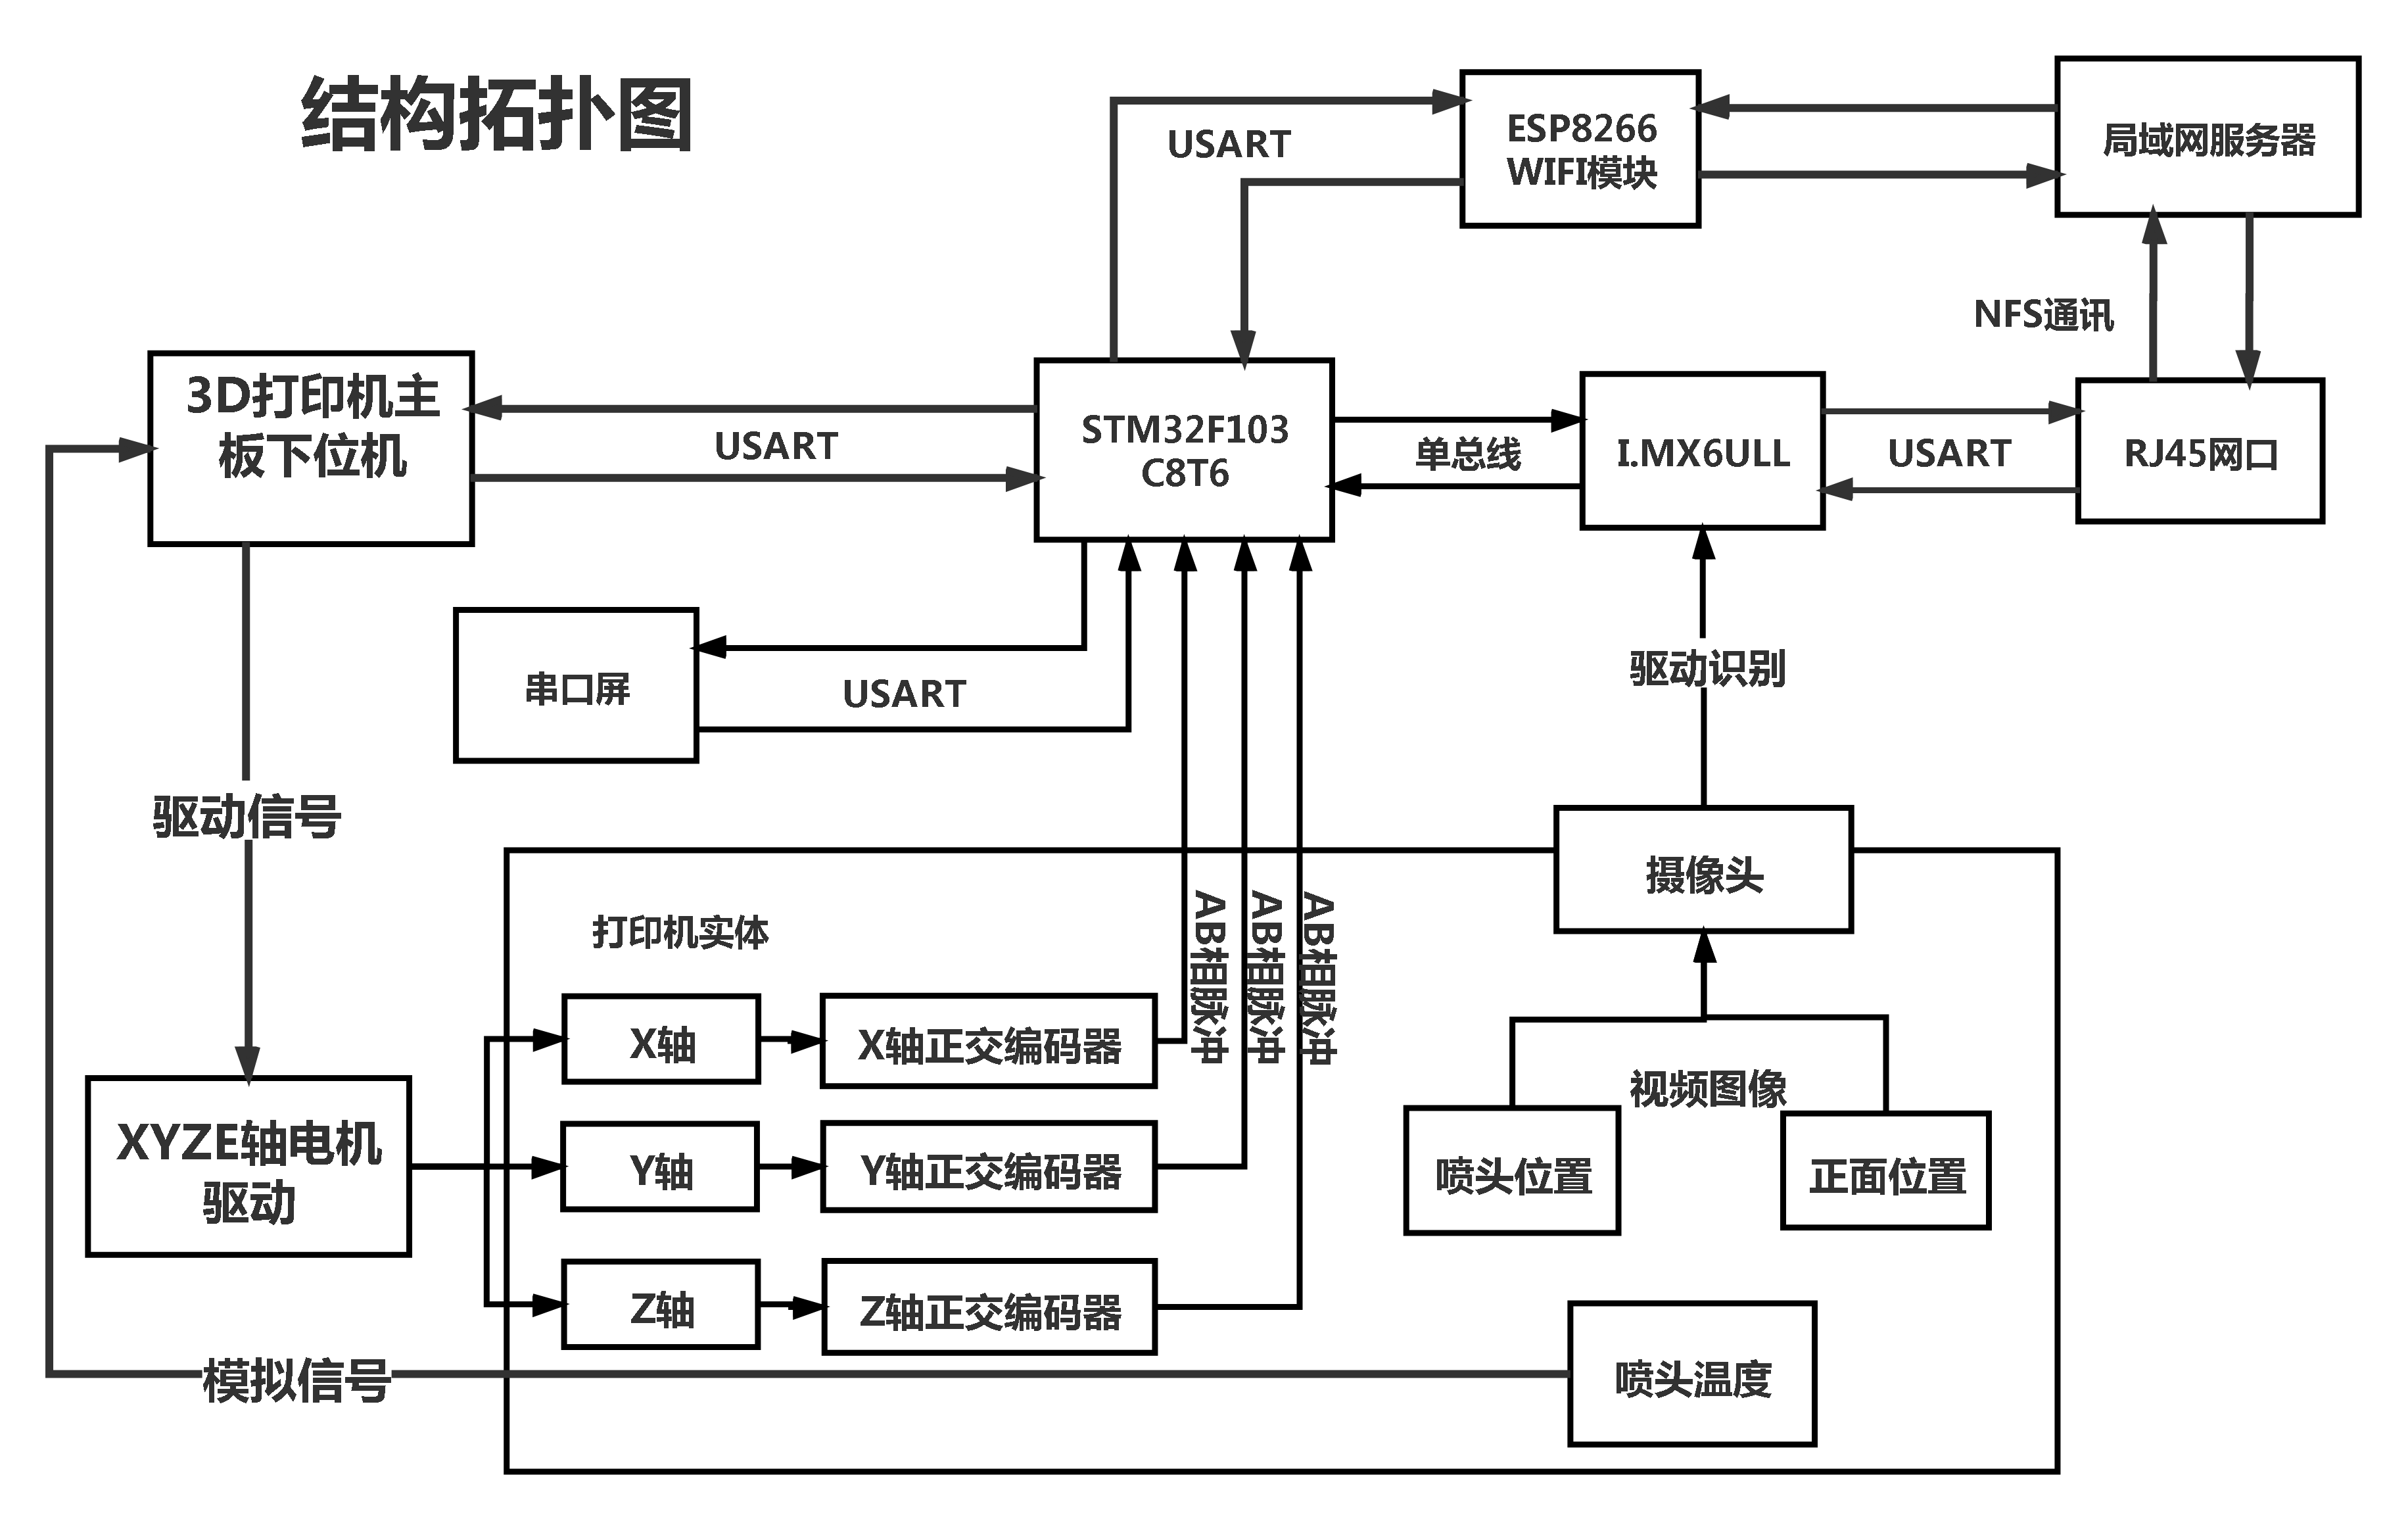 结构拓扑图
USART
ESP8266
WIFI模块
局域网服务器
NFS通讯
3D打印机主
板下位机
USART
STM32F103
C8T6
单总线
I.MX6ULL
USART
RJ45网口
串口屏
USART
驱动识别
驱动信号
摄像头
打印机实体
AB相脉冲
AB相脉冲
AB相脉冲
X轴
X轴正交编码器
视频图像
XYZE轴电机
驱动
Y轴
Y轴正交编码器
喷头位置
正面位置
Z轴
Z轴正交编码器
模拟信号
喷头温度